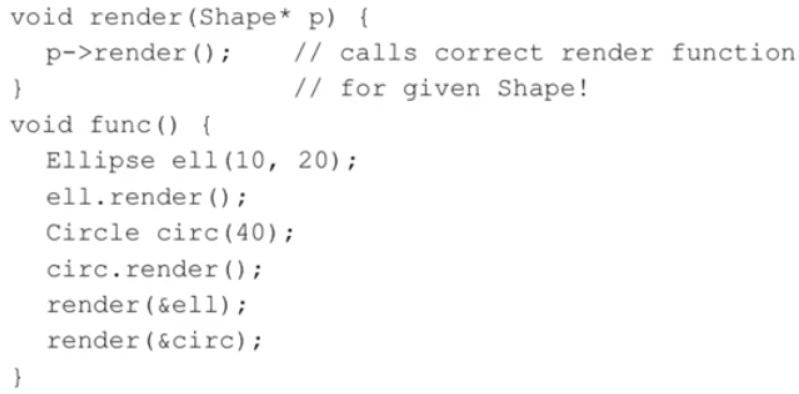 void render(Shape* p) {
   p->render();    // calls correct render function
}                  // for given Shape!
void func() {
   Ellipse ell(10, 20);
   ell.render();
   Circle circ(40);
   circ.render();
   render(&ell);
   render(&circ);
}